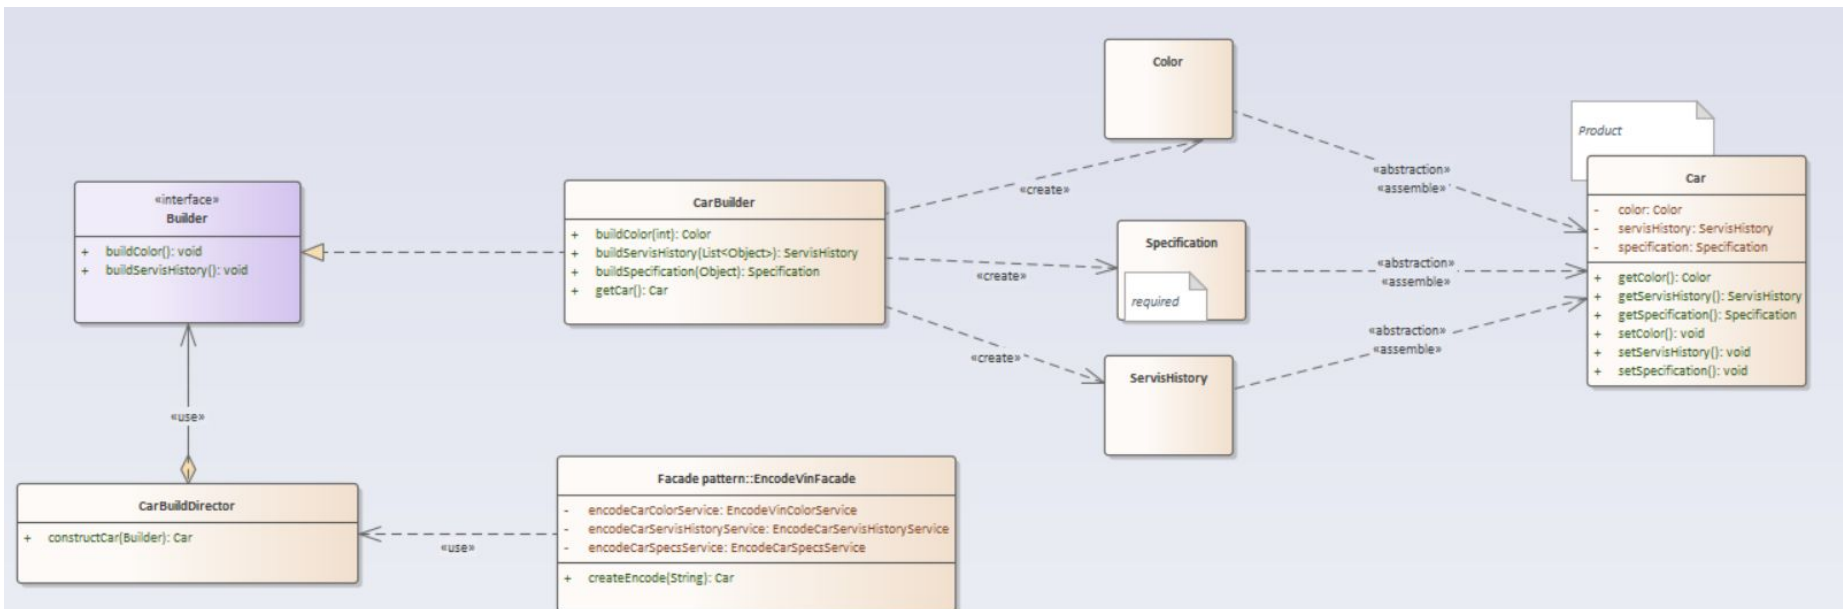 «interface»
Builder
+ buildColor(): void
+ buildServisHistory(): void
«use»
CarBuildDirector
+ constructCar(Builder): Car
CarBuilder
+ buildColor(int): Color
+ buildServisHistory(List<Object>): ServisHistory
+ buildSpecification(Object): Specification
+ getCar(): Car
«use»
Facade pattern::EncodeVinFacade
- encodeCarColorService: EncodeVinColorService
- encodeCarServisHistoryService: EncodeCarServisHistoryService
- encodeCarSpecsService: EncodeCarSpecsService
+ createEncode(String): Car
«create»
«create»
«create»
Color
Specification
required
ServisHistory
«abstraction»
«assemble»
«abstraction»
«assemble»
«abstraction»
«assemble»
Product
Car
- color: Color
- servisHistory: ServisHistory
- specification: Specification
+ getColor(): Color
+ getServisHistory(): ServisHistory
+ getSpecification(): Specification
+ setColor(): void
+ setServisHistory(): void
+ setSpecification(): void